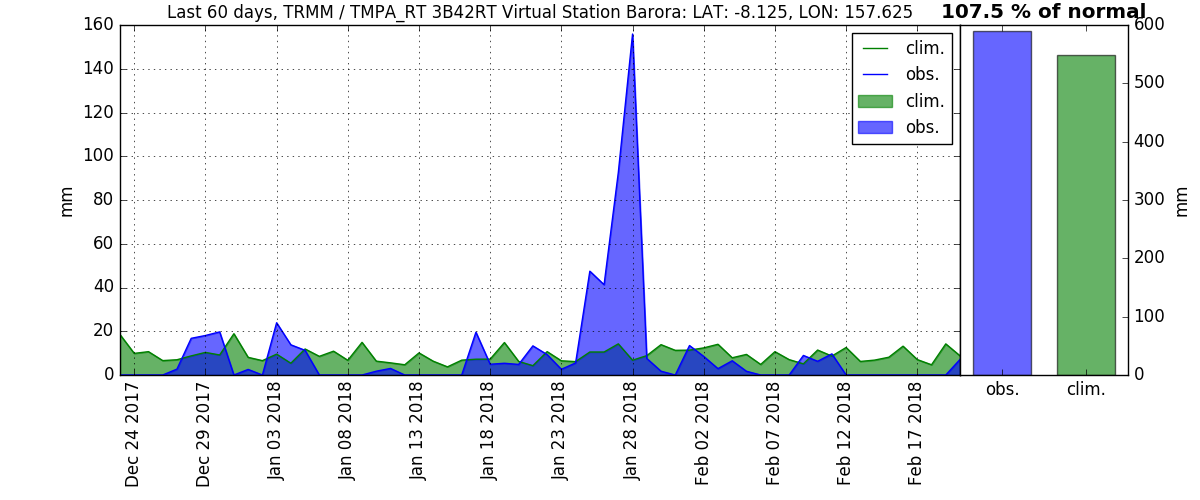 Last 60 days, TRMM / TMPA_RT 3B42RT Virtual Station Barora: LAT: -8.125, LON: 157.625
107.5 % of normal
160
140
120
100
80
60
40
20
0
mm
clim.
obs.
clim.
obs.
600
500
400
300
200
100
0
mm
Dec 24 2017
Dec 29 2017
Jan 03 2018
Jan 08 2018
Jan 13 2018
Jan 18 2018
Jan 23 2018
Jan 28 2018
Feb 02 2018
Feb 07 2018
Feb 12 2018
Feb 17 2018
obs.
clim.